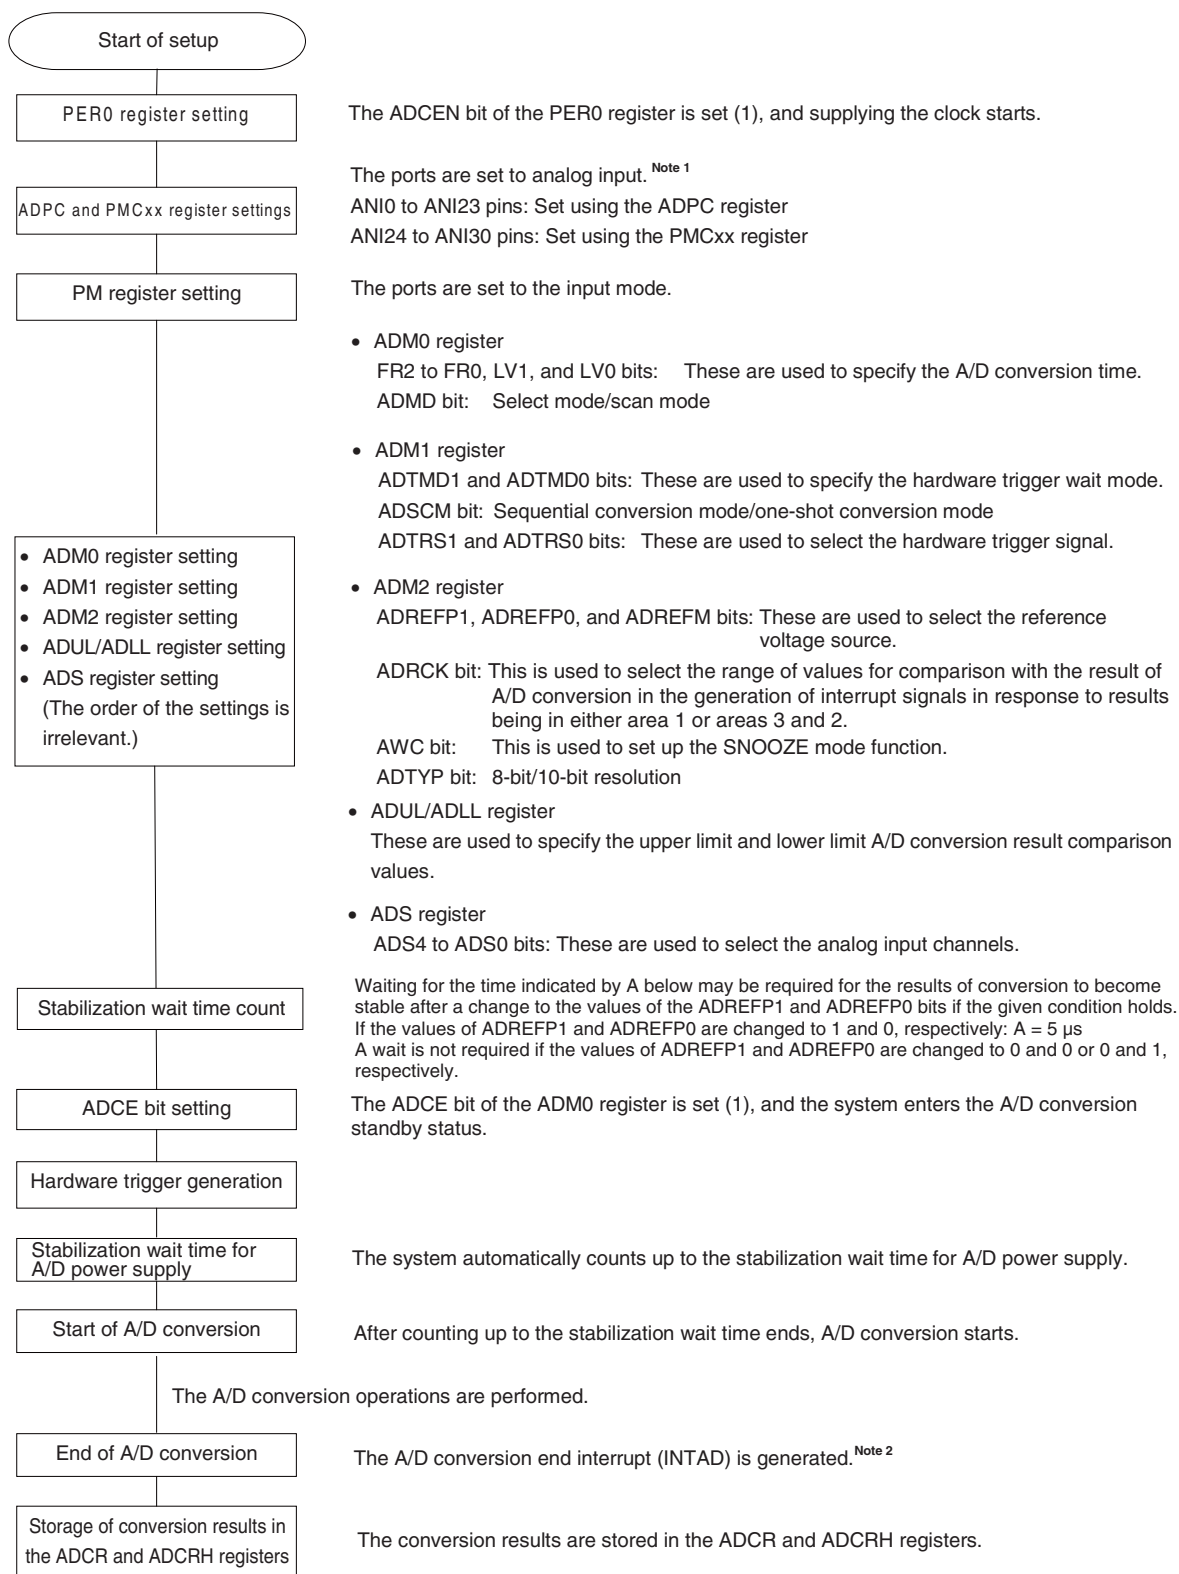 Start of setup
PER0 register setting
The ADCEN bit of the PER0 register is set (1), and supplying the clock starts.
ADPC and PMCxx register settings
The ports are set to analog input. Note 1
ANI0 to ANI23 pins: Set using the ADPC register
ANI24 to ANI30 pins: Set using the PMCxx register
PM register setting
The ports are set to the input mode.
• ADM0 register setting
• ADM1 register setting
• ADM2 register setting
• ADUL/ADLL register setting
• ADS register setting
(The order of the settings is
irrelevant.)
• ADM0 register
FR2 to FR0, LV1, and LV0 bits: These are used to specify the A/D conversion time.
ADMD bit: Select mode/scan mode
• ADM1 register
ADTMD1 and ADTMD0 bits: These are used to specify the hardware trigger wait mode.
ADSCM bit: Sequential conversion mode/one-shot conversion mode
ADTRS1 and ADTRS0 bits: These are used to select the hardware trigger signal.
• ADM2 register
ADREFP1, ADREFP0, and ADREFM bits: These are used to select the reference
voltage source.
ADRCK bit: This is used to select the range of values for comparison with the result of
A/D conversion in the generation of interrupt signals in response to results
being in either area 1 or areas 3 and 2.
AWC bit: This is used to set up the SNOOZE mode function.
ADTYP bit: 8-bit/10-bit resolution
• ADUL/ADLL register
These are used to specify the upper limit and lower limit A/D conversion result comparison
values.
• ADS register
ADS4 to ADS0 bits: These are used to select the analog input channels.
Stabilization wait time count
Waiting for the time indicated by A below may be required for the results of conversion to become
stable after a change to the values of the ADREFP1 and ADREFP0 bits if the given condition holds.
If the values of ADREFP1 and ADREFP0 are changed to 1 and 0, respectively: A = 5 µs
A wait is not required if the values of ADREFP1 and ADREFP0 are changed to 0 and 0 or 0 and 1,
respectively.
ADCE bit setting
The ADCE bit of the ADM0 register is set (1), and the system enters the A/D conversion
standby status.
Hardware trigger generation
Stabilization wait time for
A/D power supply
The system automatically counts up to the stabilization wait time for A/D power supply.
Start of A/D conversion
After counting up to the stabilization wait time ends, A/D conversion starts.
The A/D conversion operations are performed.
End of A/D conversion
The A/D conversion end interrupt (INTAD) is generated. Note 2
Storage of conversion results in
the ADCR and ADCRH registers
The conversion results are stored in the ADCR and ADCRH registers.